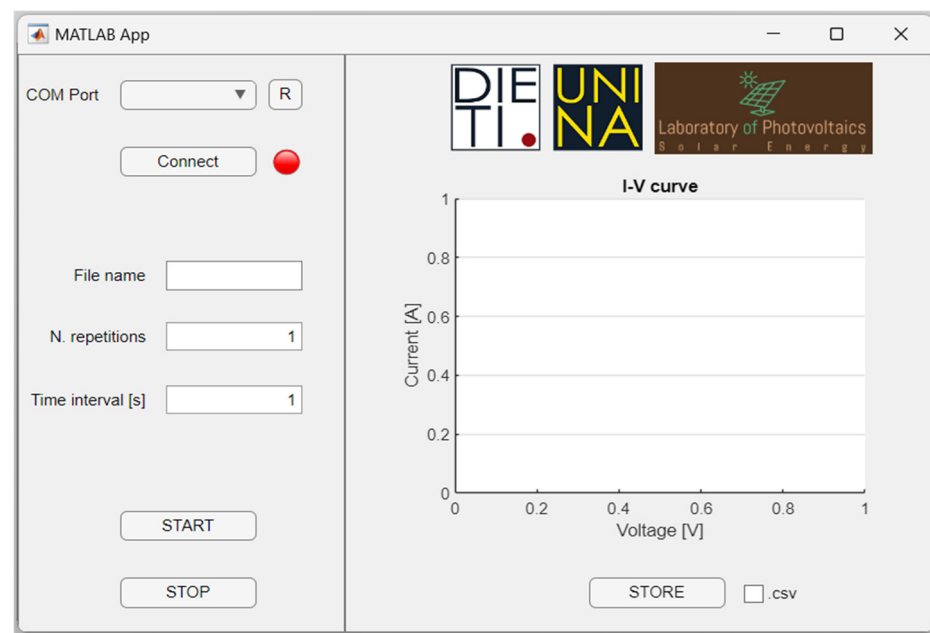 MATLAB App
COM Port
R
Connect
File name
N. repetitions
1
Time interval [s]
1
START
STOP
DIE
TI.
UNI
NA
Laboratory of Photovoltaics
Solar Energy
I-V curve
Current [A]
1
0.8
0.6
0.4
0.2
0
0 0.2 0.4 0.6 0.8 1
Voltage [V]
STORE
.csv